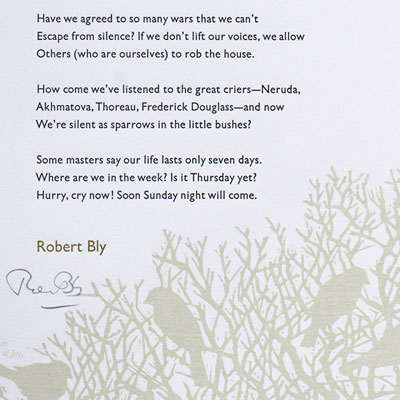 Have we agreed to so many wars that we can't
Escape from silence? If we don't lift our voices, we allow
Others (who are ourselves) to rob the house.
How come we've listened to the great criers—Neruda,
Akhmatova, Thoreau, Frederick Douglass—and now
We're silent as sparrows in the little bushes?
Some masters say our life lasts only seven days.
Where are we in the week? Is it Thursday yet?
Hurry, cry now! Soon Sunday night will come.
Robert Bly
of joy,